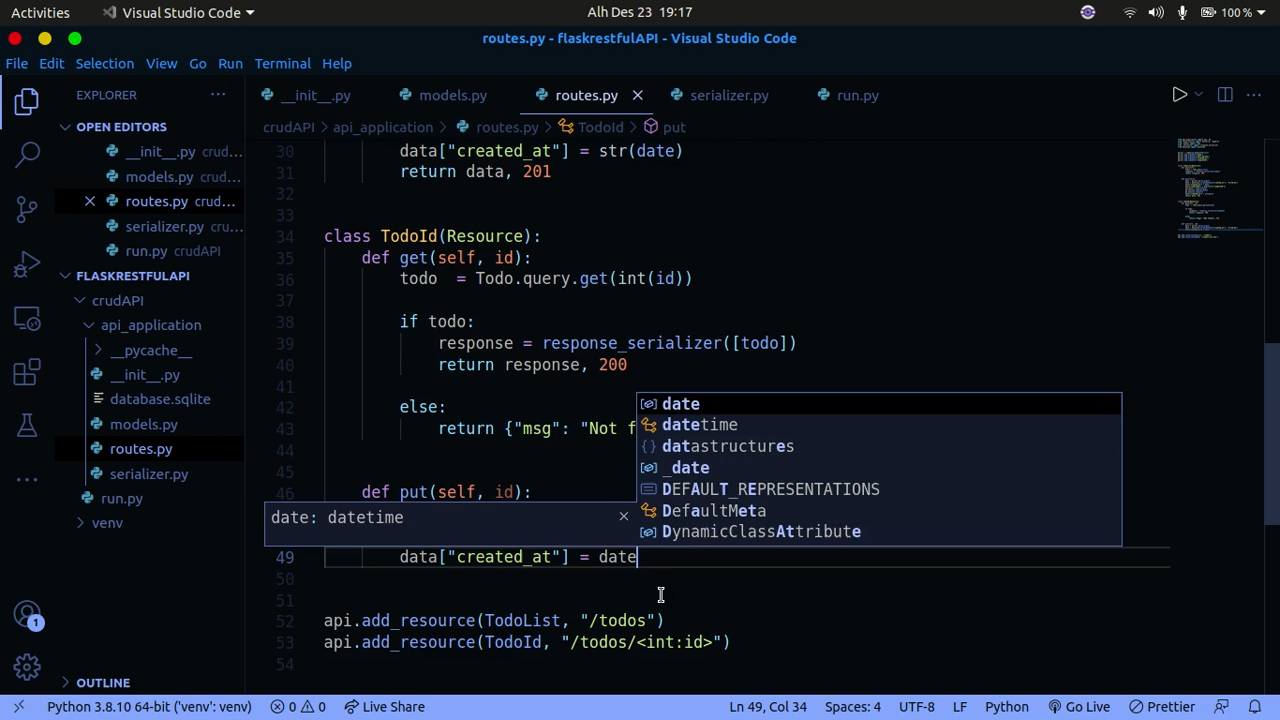 Activities
Visual Studio Code
Alh Des 23 19:17
100 %
routes.py - flaskrestfulAPI - Visual Studio Code
File Edit Selection View Go Run Terminal Help
EXPLORER
__init__.py
models.py
routes.py
serializer.py
run.py
OPEN EDITORS
crudAPI > api_application > routes.py > TodoId > put
__init__.py crud...
models.py crud...
routes.py crud...
serializer.py cru...
run.py crudAPI
FLASKRESTFULAPI
crudAPI
api_application
__pycache__
__init__.py
database.sqlite
models.py
routes.py
serializer.py
run.py
venv
OUTLINE
1
30 data["created_at"] = str(date)
31 return data, 201
32
33
34 class TodoId(Resource):
35 def get(self, id):
36 todo  = Todo.query.get(int(id))
37
38 if todo:
39 response = response_serializer([todo])
40 return response, 200
41
42 else:
43 return {"msg": "Not f
44
45
46 def put(self, id):
date: datetime
49 data["created_at"] = date
50
51
52 api.add_resource(TodoList, "/todos")
53 api.add_resource(TodoId, "/todos/<int:id>")
54
date
datetime
datastructures
_date
DEFAULT_REPRESENTATIONS
DefaultMeta
DynamicClassAttribute
Python 3.8.10 64-bit ('venv': venv)
0 0
Live Share
Ln 49, Col 34
Spaces: 4
UTF-8
LF
Python
Go Live
Prettier